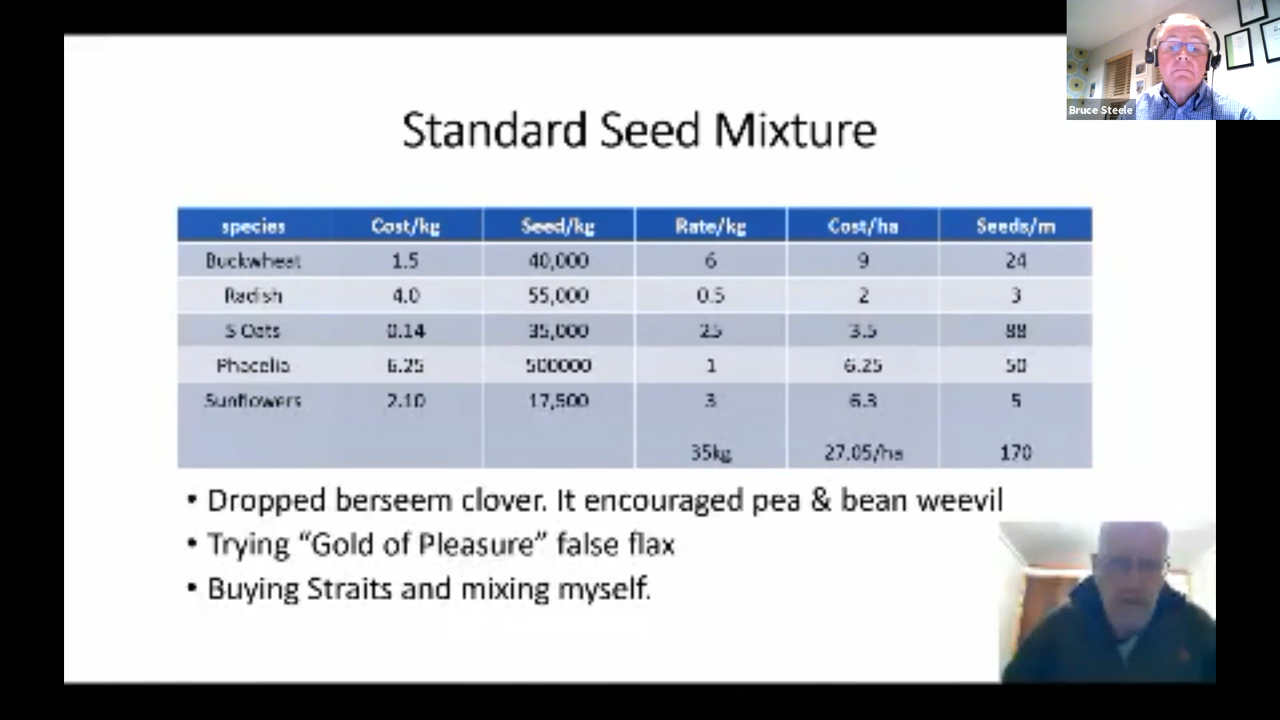 Bruce Steele
Standard Seed Mixture
species Cost/kg Seed/kg Rate/kg Cost/ha Seeds/m
Buckwheat 1.5 40,000 6 9 24
Radish 4.0 55,000 0.5 2 3
S Oats 0.14 35,000 25 3.5 88
Phacelia 6.25 500000 1 6.25 50
Sunflowers 2.10 17,500 3 6.3 5
35kg 27.05/ha 170
• Dropped berseem clover. It encouraged pea & bean weevil
• Trying “Gold of Pleasure” false flax
• Buying Straits and mixing myself.